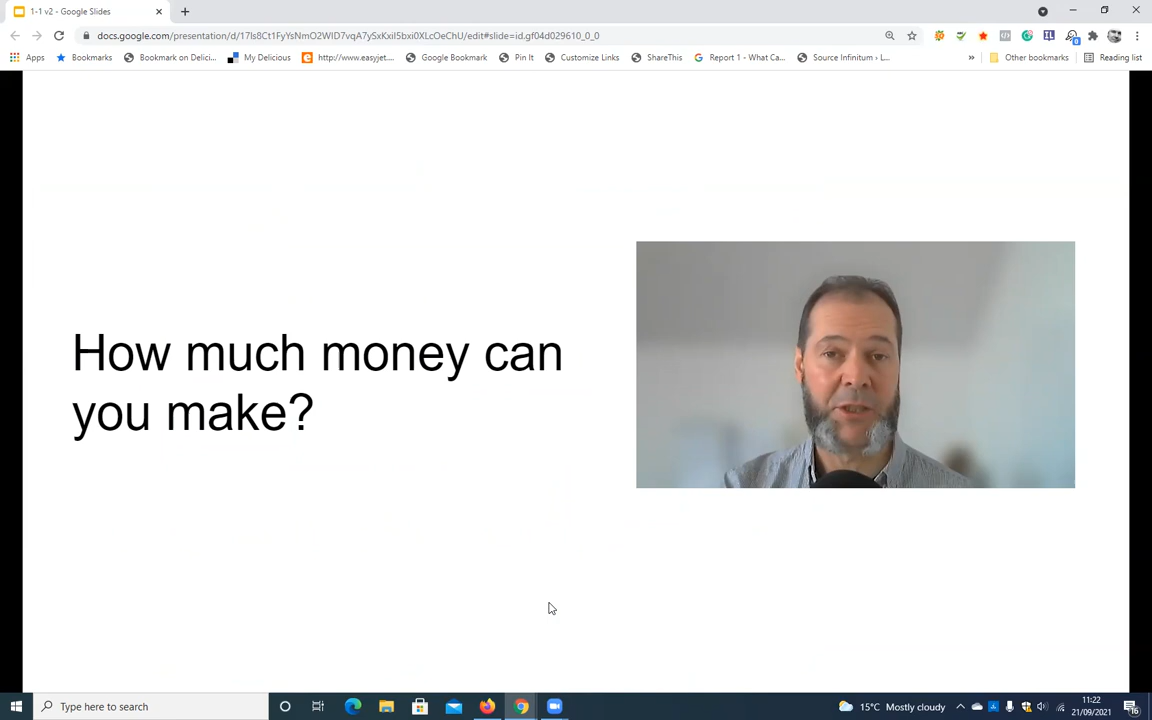 1-1 v2 - Google Slides
docs.google.com/presentation/d/17Is8Ct1FyYsNmO2WID7vqA7ySxKxiI5bxi0XLcOeChU/edit#slide=id.gf04d029610_0_0
Apps Bookmarks Bookmark on Delici... My Delicious http://www.easyjet.... Google Bookmark Pin It Customize Links ShareThis Report 1 - What Ca... Source Infinitum › L... » Other bookmarks Reading list
How much money can
you make?
Type here to search
15°C Mostly cloudy
11:22
21/09/2021
16